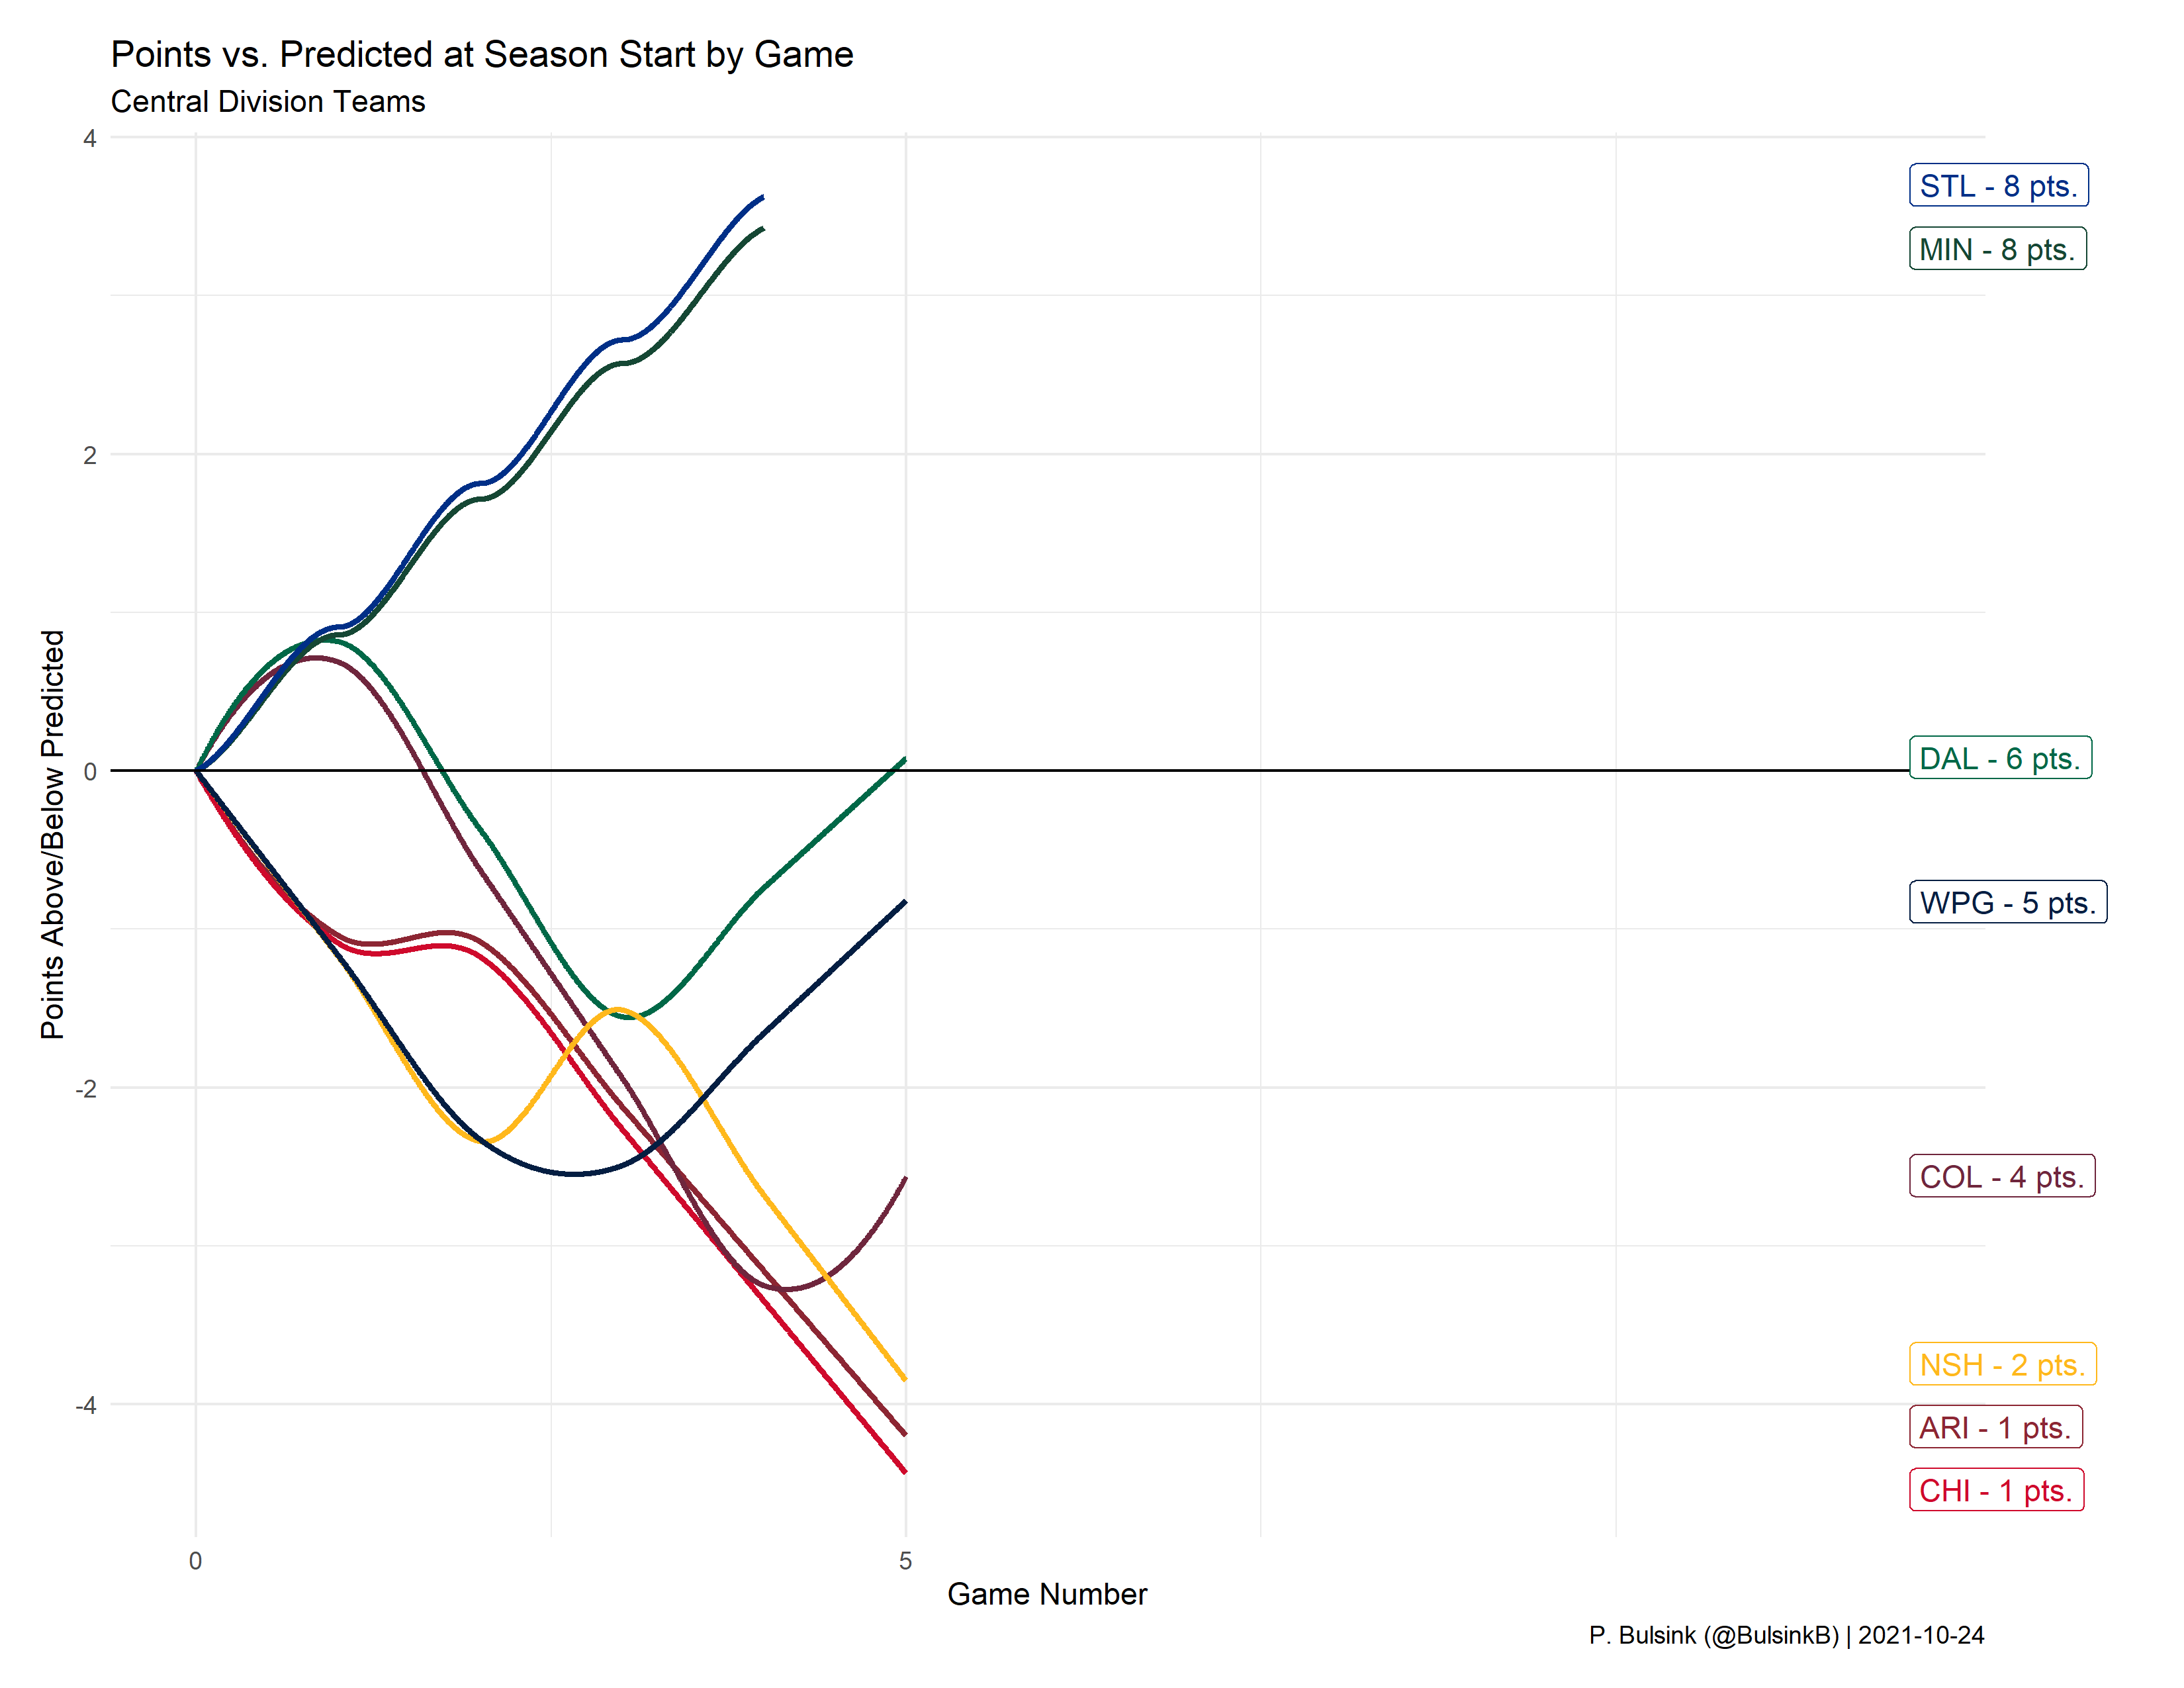 Points vs. Predicted at Season Start by Game
Central Division Teams
4
2
0
-2
-4
Points Above/Below Predicted
STL - 8 pts.
MIN - 8 pts.
DAL - 6 pts.
WPG - 5 pts.
COL - 4 pts.
NSH - 2 pts.
ARI - 1 pts.
CHI - 1 pts.
0
5
Game Number
P. Bulsink (@BulsinkB) | 2021-10-24